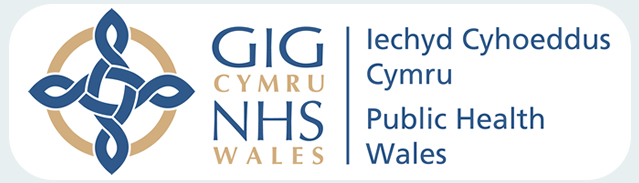 GIG
CYMRU
NHS
WALES
Iechyd Cyhoeddus
Cymru
Public Health
Wales